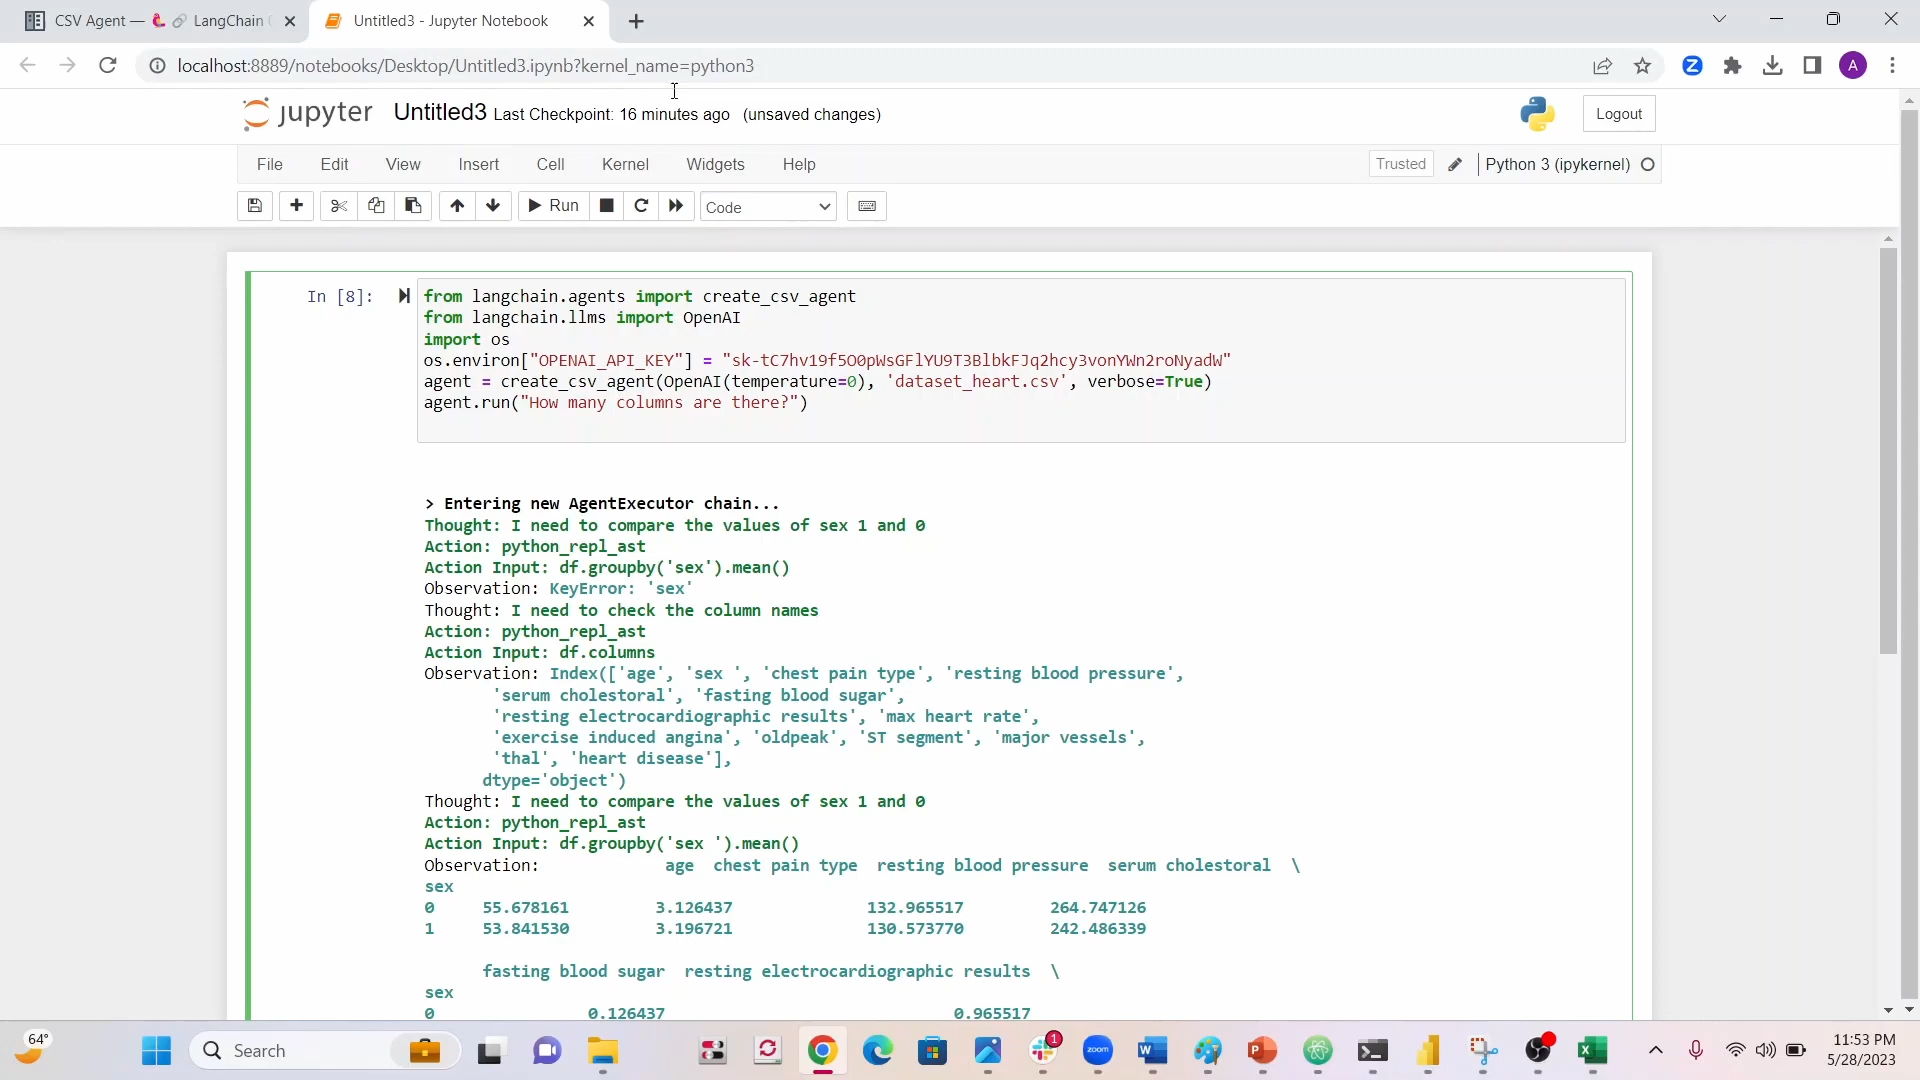 CSV Agent — 🦜 🔗 LangChain
Untitled3 - Jupyter Notebook
localhost:8889/notebooks/Desktop/Untitled3.ipynb?kernel_name=python3
A
jupyter Untitled3 Last Checkpoint: 16 minutes ago (unsaved changes)
Logout
File Edit View Insert Cell Kernel Widgets Help
Trusted
Python 3 (ipykernel)
Run
Code
In [8]:
from langchain.agents import create_csv_agent
from langchain.llms import OpenAI
import os
os.environ["OPENAI_API_KEY"] = "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"
agent = create_csv_agent(OpenAI(temperature=0), 'dataset_heart.csv', verbose=True)
agent.run("How many columns are there?")
> Entering new AgentExecutor chain...
Thought: I need to compare the values of sex 1 and 0
Action: python_repl_ast
Action Input: df.groupby('sex').mean()
Observation: KeyError: 'sex'
Thought: I need to check the column names
Action: python_repl_ast
Action Input: df.columns
Observation: Index(['age', 'sex ', 'chest pain type', 'resting blood pressure',
'serum cholestoral', 'fasting blood sugar',
'resting electrocardiographic results', 'max heart rate',
'exercise induced angina', 'oldpeak', 'ST segment', 'major vessels',
'thal', 'heart disease'],
dtype='object')
Thought: I need to compare the values of sex 1 and 0
Action: python_repl_ast
Action Input: df.groupby('sex ').mean()
Observation: age chest pain type resting blood pressure serum cholestoral \
sex
0 55.678161 3.126437 132.965517 264.747126
1 53.841530 3.196721 130.573770 242.486339
fasting blood sugar resting electrocardiographic results \
sex
0 0.126437 0.965517
64°
Search
1
zoom
11:53 PM
5/28/2023